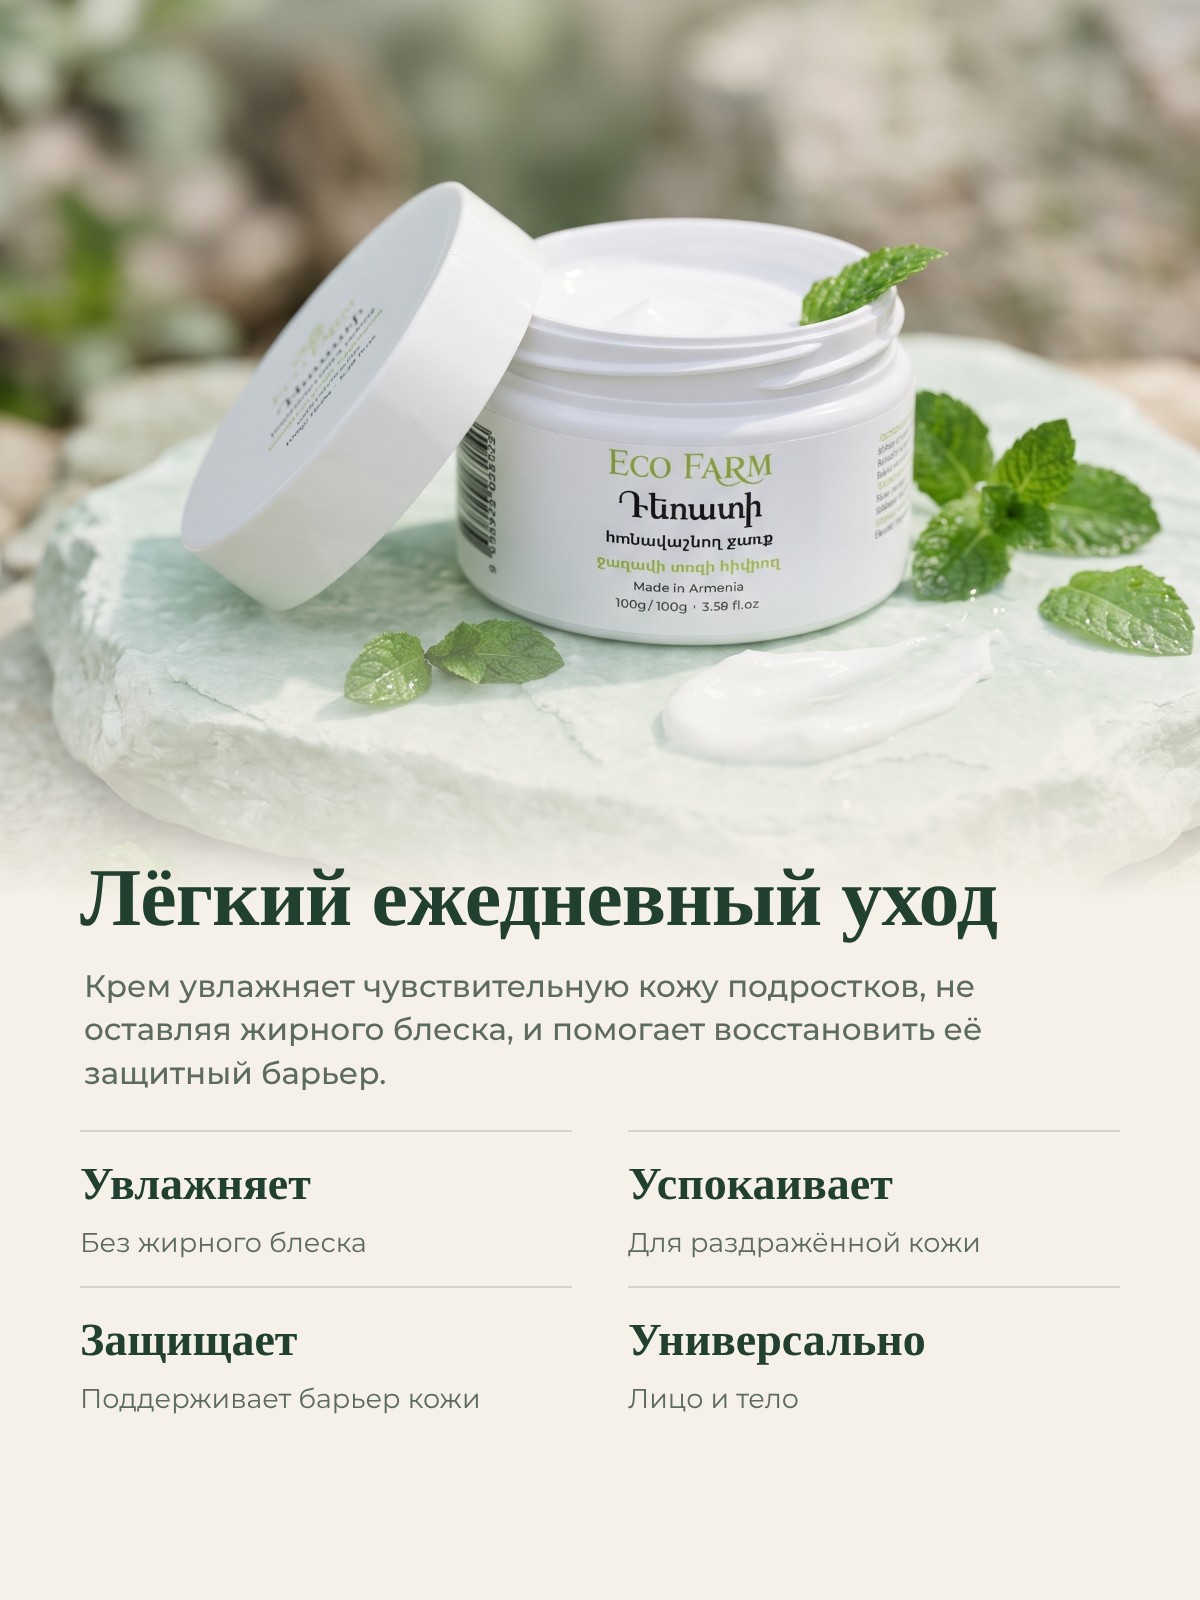 ECO FARM
Դեռատի
Made in Armenia
100g/100g · 3.58 fl.oz
Лёгкий ежедневный уход
Крем увлажняет чувствительную кожу подростков, не
оставляя жирного блеска, и помогает восстановить её
защитный барьер.
Увлажняет
Без жирного блеска
Успокаивает
Для раздражённой кожи
Защищает
Поддерживает барьер кожи
Универсально
Лицо и тело